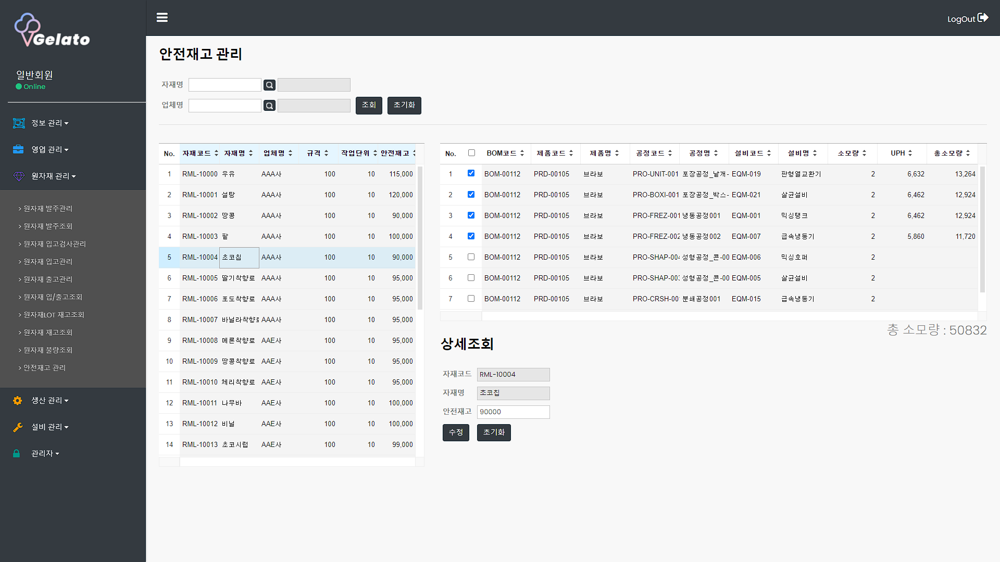 Gelato
LogOut
일반회원
Online
정보 관리
영업 관리
원자재 관리
> 원자재 발주관리
> 원자재 발주조회
> 원자재 입고검사관리
> 원자재 입고관리
> 원자재 출고관리
> 원자재 입/출고조회
> 원자재LOT 재고조회
> 원자재 재고조회
> 원자재 불량조회
> 안전재고 관리
생산 관리
설비 관리
관리자
안전재고 관리
자재명
업체명 조회 초기화
No. 자재코드 자재명 업체명 규격 작업단위 안전재고
1 RML-10000 우유 AAA사 100 10 115,000
2 RML-10001 설탕 AAA사 100 10 120,000
3 RML-10002 땅콩 AAA사 100 10 90,000
4 RML-10003 팥 AAA사 100 10 100,000
5 RML-10004 초코칩 AAA사 100 10 90,000
6 RML-10005 딸기착향료 AAA사 100 10 95,000
7 RML-10006 포도착향료 AAA사 100 10 95,000
8 RML-10007 바닐라착향료 AAA사 100 10 95,000
9 RML-10008 메론착향료 AAE사 100 10 95,000
10 RML-10009 땅콩착향료 AAE사 100 10 95,000
11 RML-10010 체리착향료 AAE사 100 10 95,000
12 RML-10011 나무바 AAE사 100 10 100,000
13 RML-10012 비닐 AAE사 100 10 100,000
14 RML-10013 초코시럽 AAE사 100 10 99,000
No. BOM코드 제품코드 제품명 공정코드 공정명 설비코드 설비명 소모량 UPH 총소모량
1 BOM-00112 PRD-00105 브라보 PRO-UNIT-001 포장공정_낱개- EQM-019 판형열교환기 2 6,632 13,264
2 BOM-00112 PRD-00105 브라보 PRO-BOXI-001 포장공정_박스- EQM-021 살균설비 2 6,462 12,924
3 BOM-00112 PRD-00105 브라보 PRO-FREZ-001 냉동공정001 EQM-001 믹싱탱크 2 6,462 12,924
4 BOM-00112 PRD-00105 브라보 PRO-FREZ-002 냉동공정002 EQM-007 급속냉동기 2 5,860 11,720
5 BOM-00112 PRD-00105 브라보 PRO-SHAP-004 성형공정_콘-00 EQM-006 믹싱호퍼 2
6 BOM-00112 PRD-00105 브라보 PRO-SHAP-003 성형공정_콘-00 EQM-005 살균설비 2
7 BOM-00112 PRD-00105 브라보 PRO-CRSH-00 분쇄공정001 EQM-015 급속냉동기 2
총 소모량 : 50832
상세조회
자재코드 RML-10004
자재명 초코칩
안전재고 90000
수정 초기화